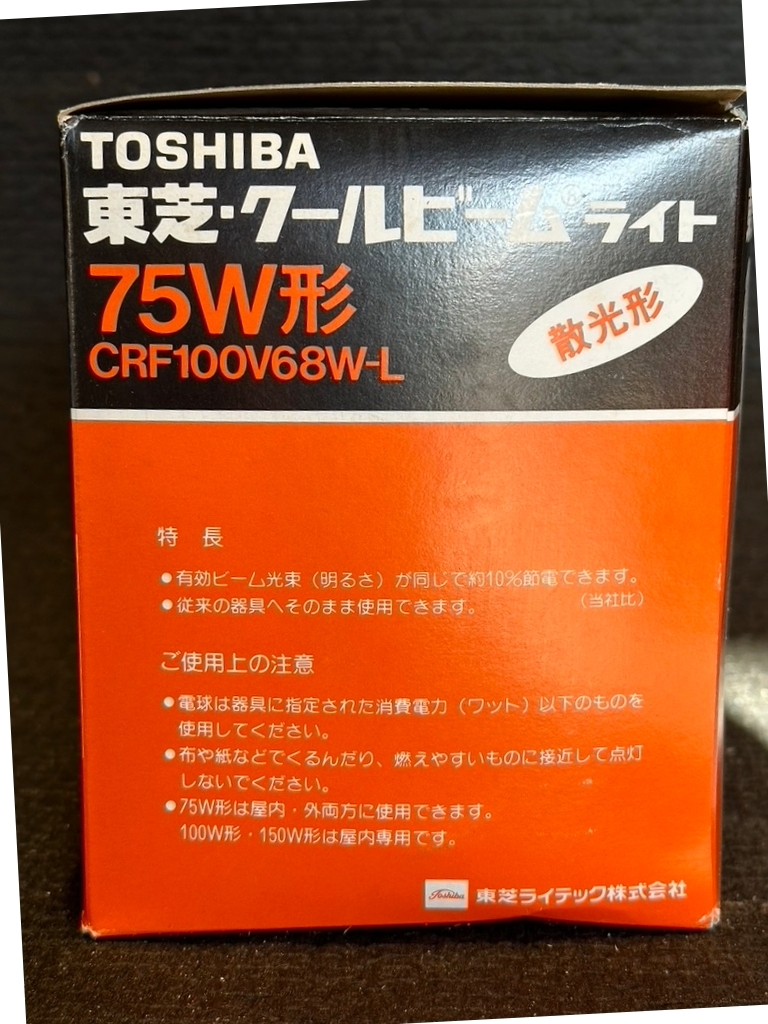 TOSHIBA
東芝・クールビーム®ライト
75W形
散光形
CRF100V68W-L
特 長
●有効ビーム光束（明るさ）が同じで約10%節電できます。
●従来の器具へそのまま使用できます。 （当社比）
ご使用上の注意
●電球は器具に指定された消費電力（ワット）以下のものを
使用してください。
●布や紙などでくるんだり、燃えやすいものに接近して点灯
しないでください。
●75W形は屋内・外両方に使用できます。
100W形・150W形は屋内専用です。
Toshiba 東芝ライテック株式会社